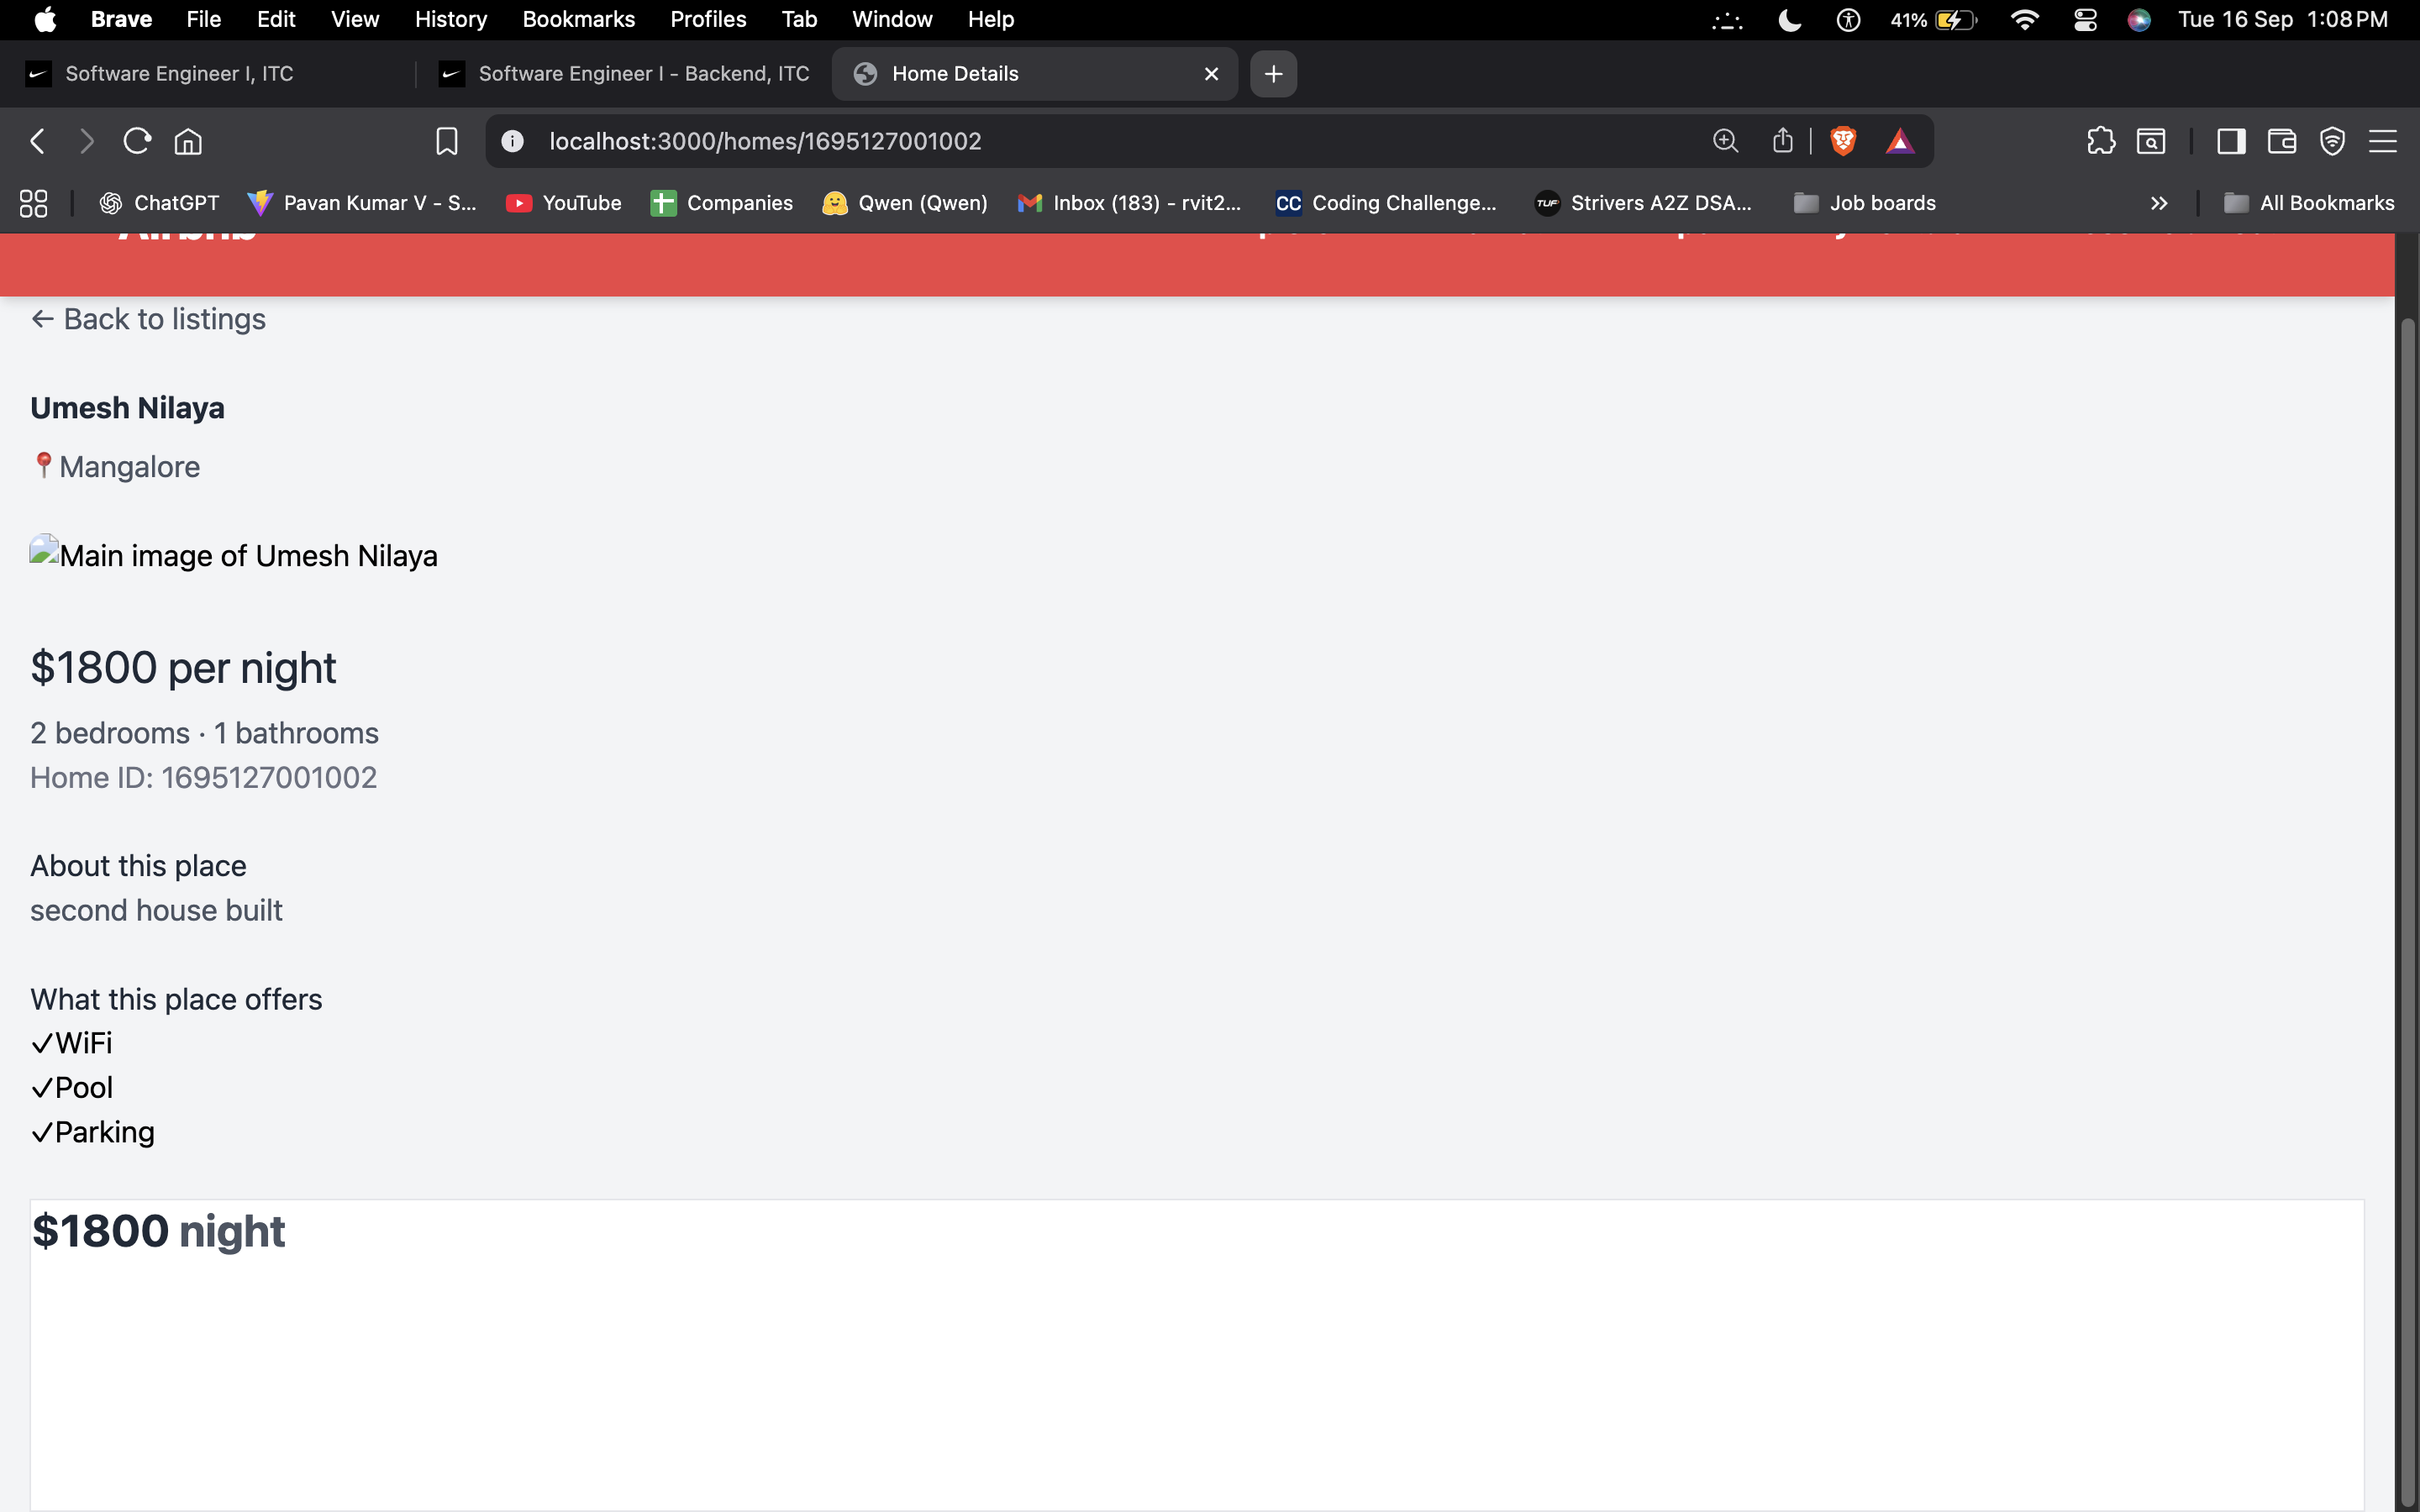 Brave File Edit View History Bookmarks Profiles Tab Window Help 41% Tue 16 Sep 1:08 PM
Software Engineer I, ITC Software Engineer I - Backend, ITC Home Details
localhost:3000/homes/1695127001002
ChatGPT Pavan Kumar V - S... YouTube Companies Qwen (Qwen) Inbox (183) - rvit2... CC Coding Challenge... TUF Strivers A2Z DSA... Job boards All Bookmarks
← Back to listings
Umesh Nilaya
Mangalore
Main image of Umesh Nilaya
$1800 per night
2 bedrooms · 1 bathrooms
Home ID: 1695127001002
About this place
second house built
What this place offers
✓WiFi
✓Pool
✓Parking
$1800 night